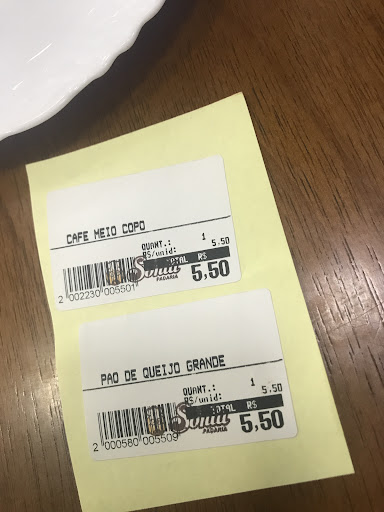 CAFE MEIO COPO
QUANT.: 1
R$/unid: 5.50
TOTAL R$
Sonia
PADARIA
5,50
2 002230 005501
PAO DE QUEIJO GRANDE
QUANT.: 1
R$/unid: 5.50
TOTAL R$
Sonia
PADARIA
5,50
2 000580 005509